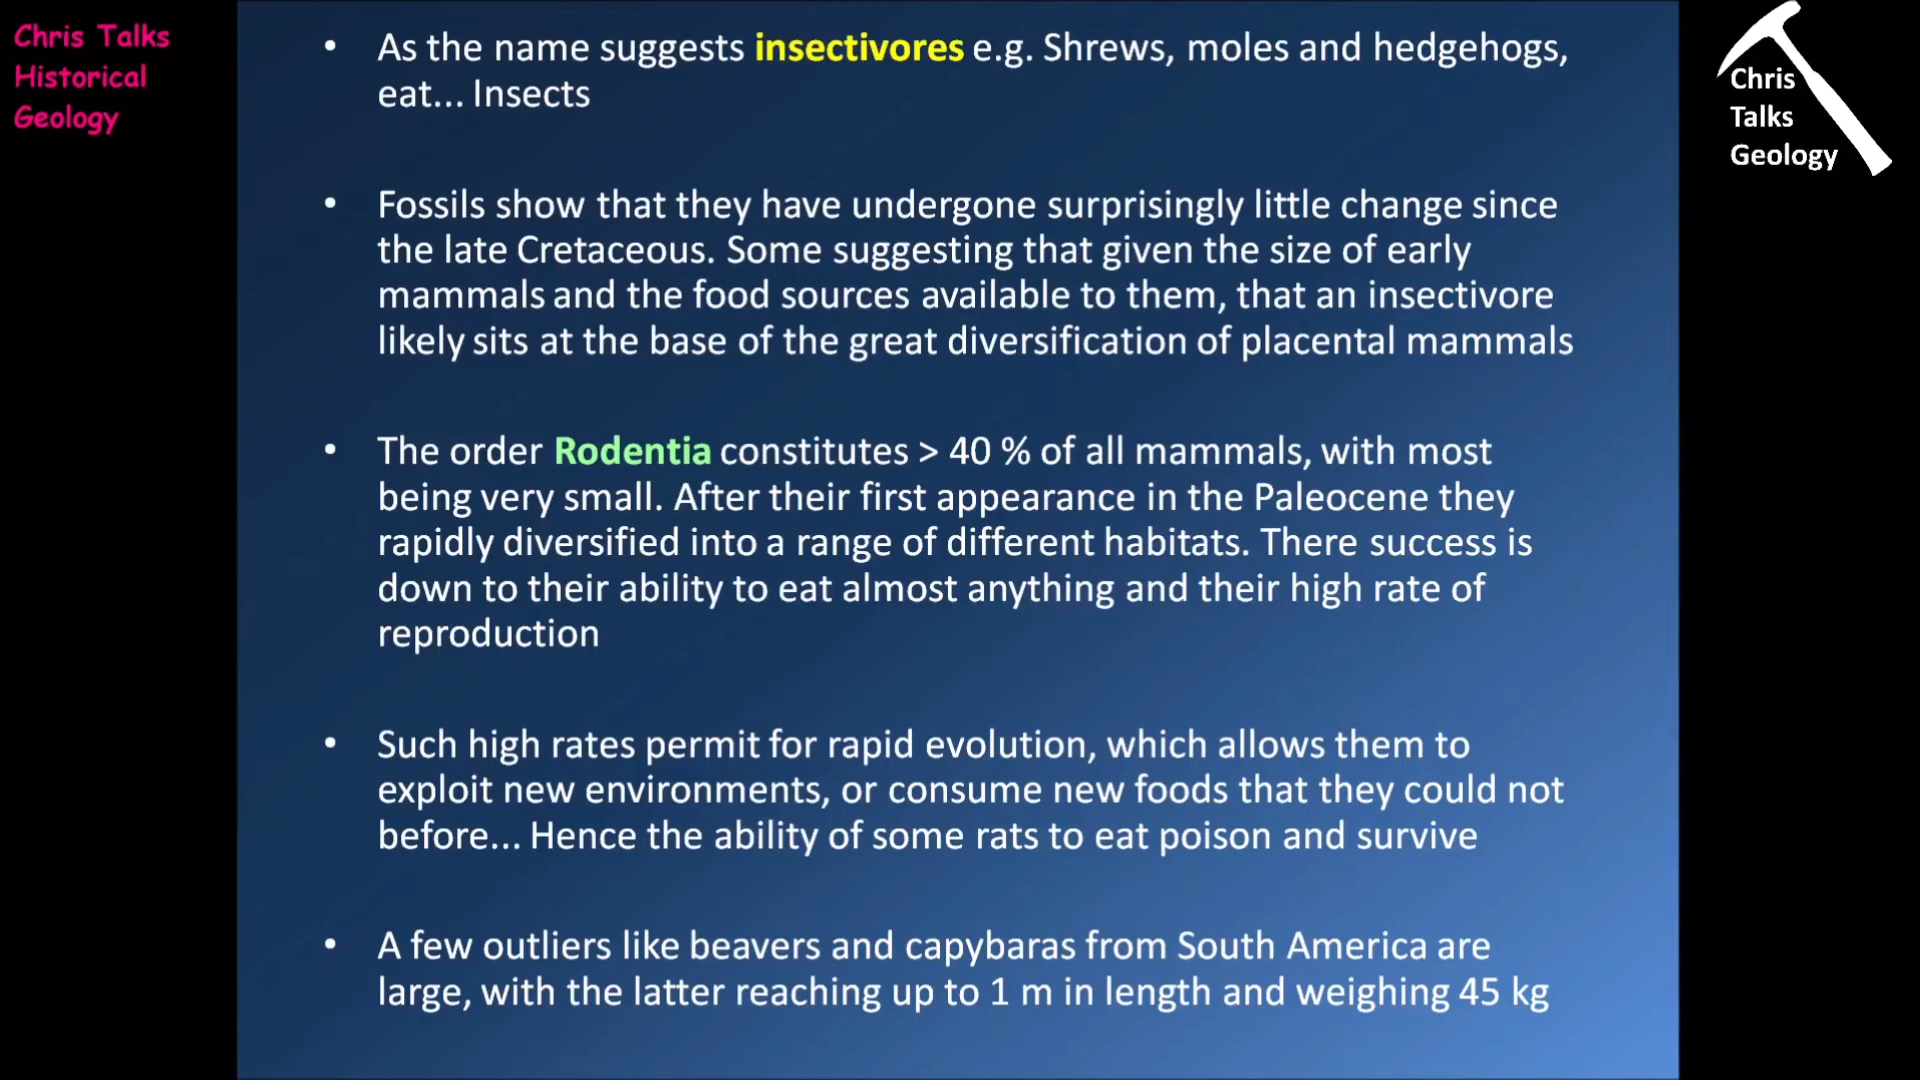 Chris Talks
Historical
Geology
• As the name suggests insectivores e.g. Shrews, moles and hedgehogs,
eat... Insects
• Fossils show that they have undergone surprisingly little change since
the late Cretaceous. Some suggesting that given the size of early
mammals and the food sources available to them, that an insectivore
likely sits at the base of the great diversification of placental mammals
• The order Rodentia constitutes > 40 % of all mammals, with most
being very small. After their first appearance in the Paleocene they
rapidly diversified into a range of different habitats. There success is
down to their ability to eat almost anything and their high rate of
reproduction
• Such high rates permit for rapid evolution, which allows them to
exploit new environments, or consume new foods that they could not
before... Hence the ability of some rats to eat poison and survive
• A few outliers like beavers and capybaras from South America are
large, with the latter reaching up to 1 m in length and weighing 45 kg
Chris
Talks
Geology